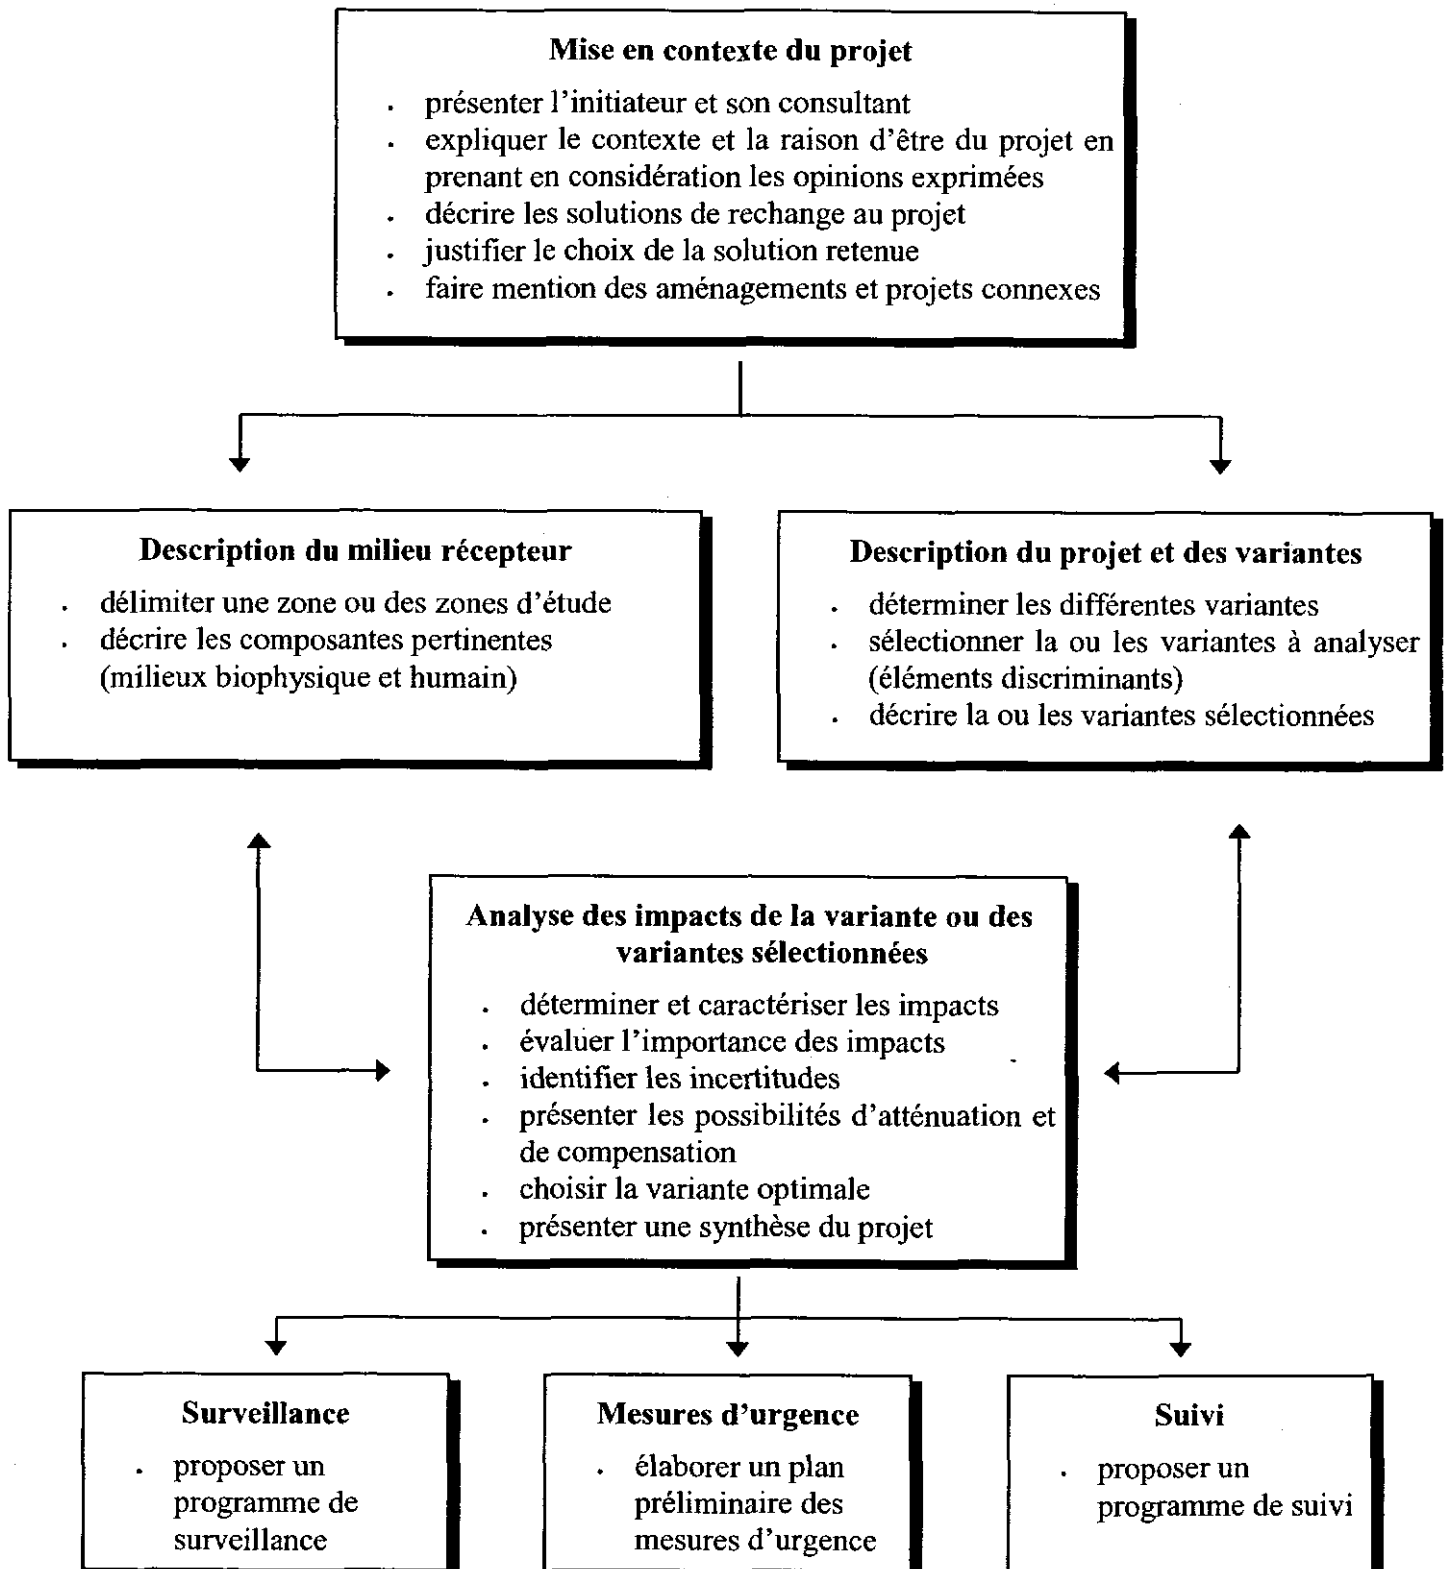 Mise en contexte du projet
. présenter l'initiateur et son consultant
. expliquer le contexte et la raison d'être du projet en
prenant en considération les opinions exprimées
. décrire les solutions de rechange au projet
. justifier le choix de la solution retenue
. faire mention des aménagements et projets connexes
Description du milieu récepteur
. délimiter une zone ou des zones d'étude
. décrire les composantes pertinentes
(milieux biophysique et humain)
Description du projet et des variantes
. déterminer les différentes variantes
. sélectionner la ou les variantes à analyser
(éléments discriminants)
. décrire la ou les variantes sélectionnées
Analyse des impacts de la variante ou des
variantes sélectionnées
. déterminer et caractériser les impacts
. évaluer l'importance des impacts
. identifier les incertitudes
. présenter les possibilités d'atténuation et
de compensation
. choisir la variante optimale
. présenter une synthèse du projet
Surveillance
. proposer un
programme de
surveillance
Mesures d'urgence
. élaborer un plan
préliminaire des
mesures d'urgence
Suivi
. proposer un
programme de suivi